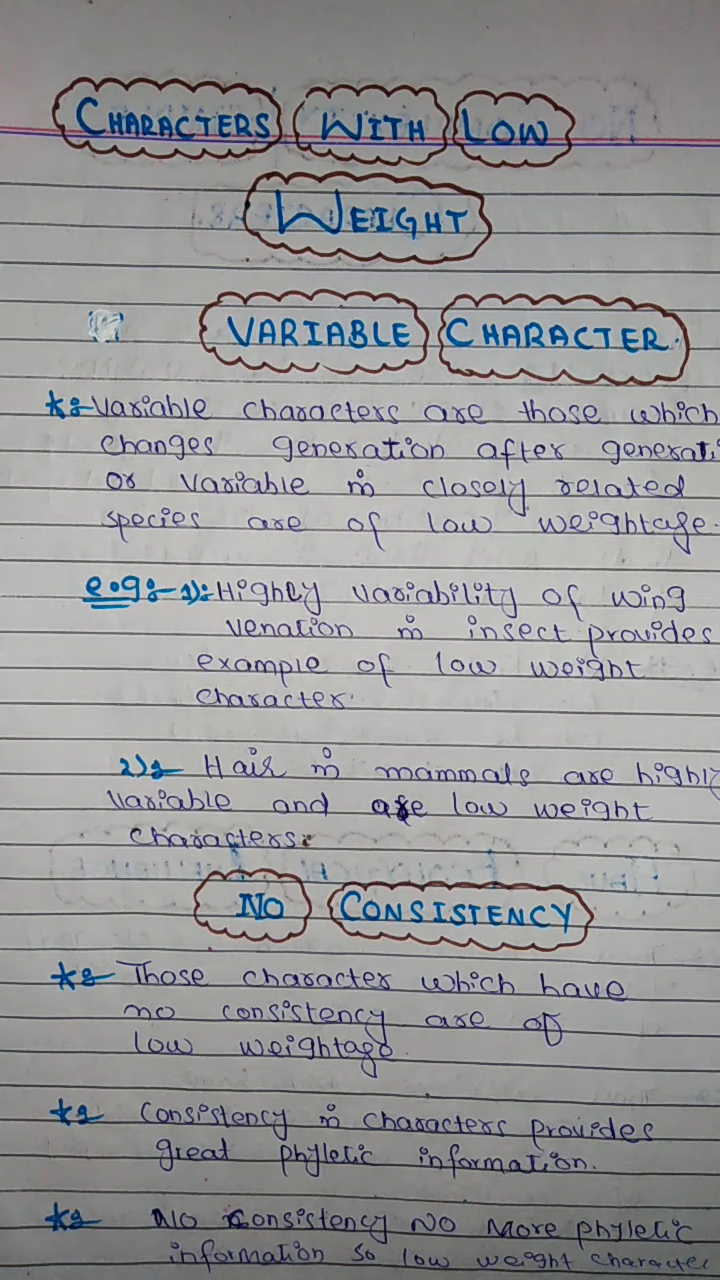 CHARACTERS WITH LOW
WEIGHT
VARIABLE CHARACTER.
*:- Variable characters are those which
changes generation after generati
or variable in closely related
species are of low weightage.
e.g:- 1):- Highly variability of wing
venation in insect provides
example of low weight
character.
2):- Hair in mammals are highly
variable and are low weight
characters.
NO CONSISTENCY
*:- Those character which have
no consistency are of
low weightage.
*:- Consistency in characters provides
great phyletic information.
*:- No consistency No More phyletic
information so low weight character